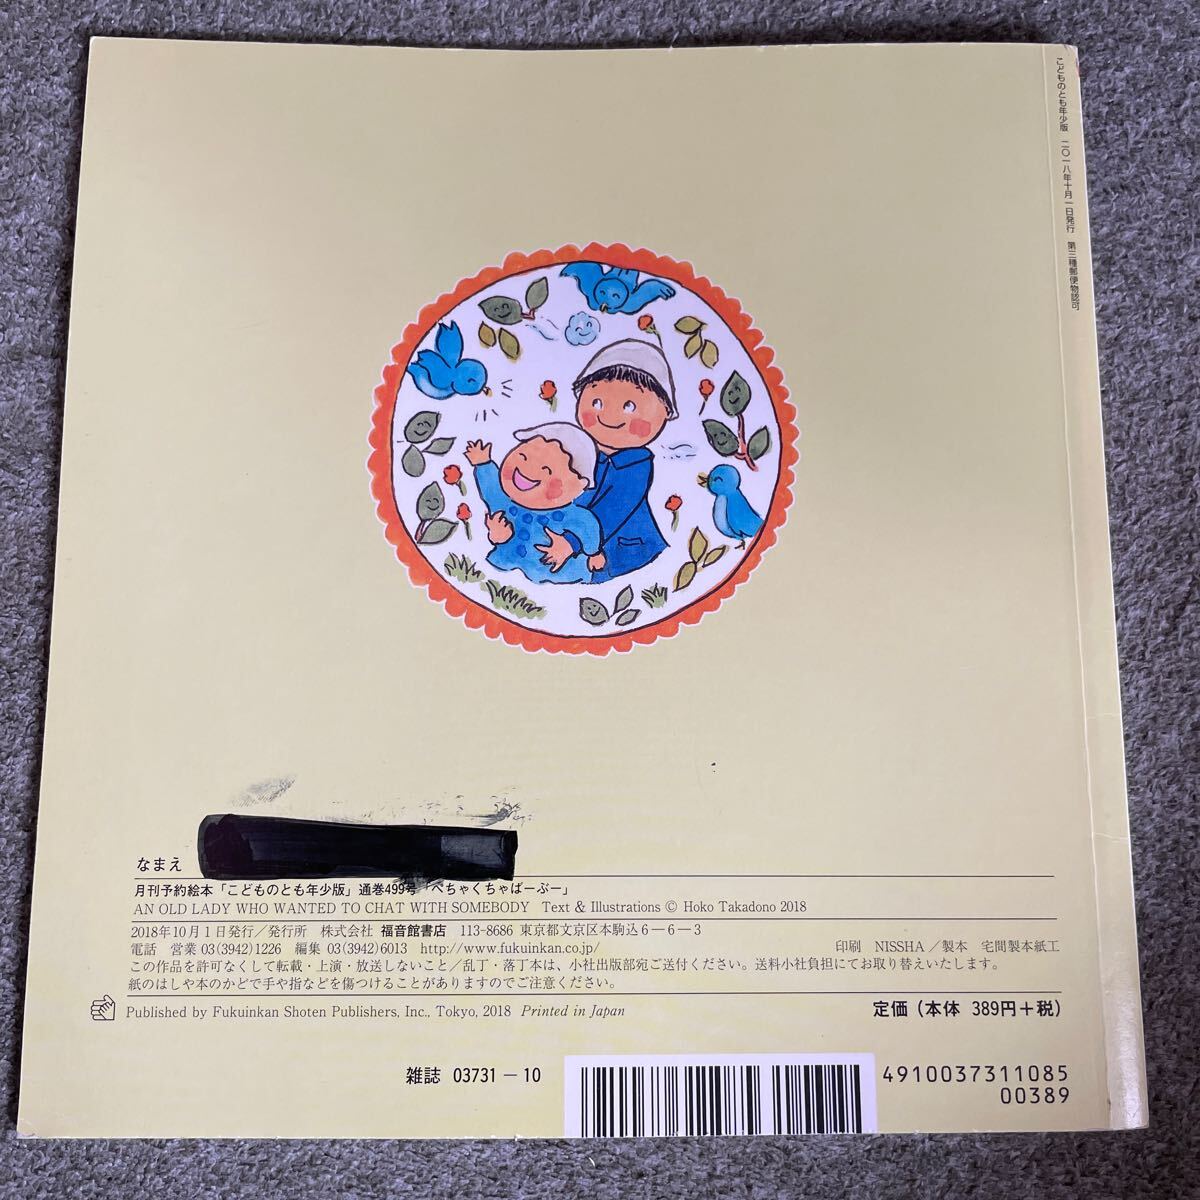 こどものとも年少版 二〇一八年十月一日発行 第三種郵便物認可
なまえ
月刊予約絵本「こどものとも年少版」通巻499号「ぺちゃくちゃばーぶー」
AN OLD LADY WHO WANTED TO CHAT WITH SOMEBODY Text & Illustrations © Hoko Takadono 2018
2018年10月1日発行／発行所 株式会社 福音館書店 113-8686 東京都文京区本駒込6－6－3
電話 営業 03(3942)1226 編集 03(3942)6013 http://www.fukuinkan.co.jp/ 印刷 NISSHA／製本 宅間製本紙工
この作品を許可なくして転載・上演・放送しないこと／乱丁・落丁本は、小社出版部宛ご送付ください。送料小社負担にてお取り替えいたします。
紙のはしや本のかどで手や指などを傷つけることがありますのでご注意ください。
Published by Fukuinkan Shoten Publishers, Inc., Tokyo, 2018 Printed in Japan 定価（本体 389円＋税）
雑誌 03731－10
4910037311085
00389